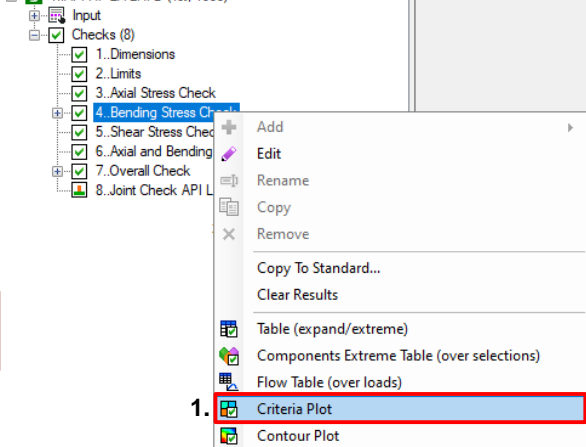 Input
Checks (8)
1..Dimensions
2..Limits
3..Axial Stress Check
4..Bending Stress Check
5..Shear Stress Chec
6..Axial and Bending
7..Overall Check
8..Joint Check API L
Add
Edit
Rename
Copy
Remove
Copy To Standard...
Clear Results
Table (expand/extreme)
Components Extreme Table (over selections)
Flow Table (over loads)
1. Criteria Plot
Contour Plot